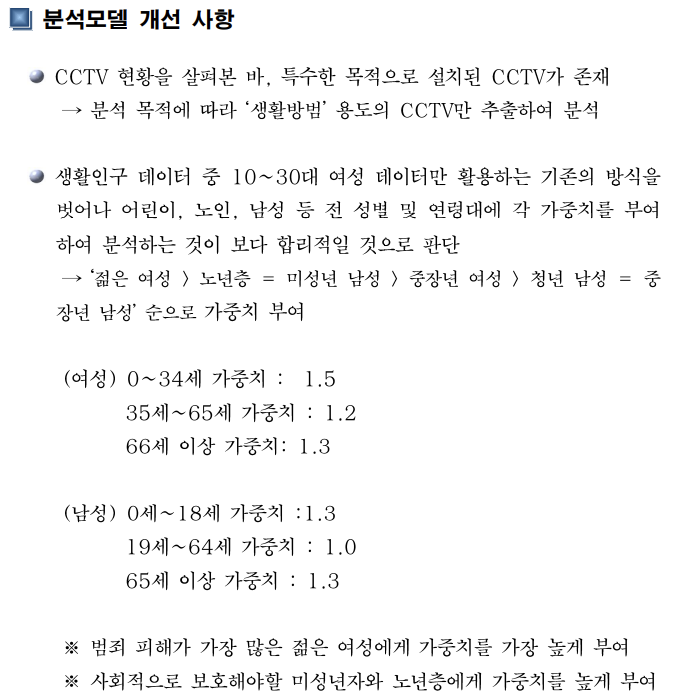 분석모델 개선 사항
CCTV 현황을 살펴본 바, 특수한 목적으로 설치된 CCTV가 존재
→ 분석 목적에 따라 '생활방범' 용도의 CCTV만 추출하여 분석
생활인구 데이터 중 10~30대 여성 데이터만 활용하는 기존의 방식을
벗어나 어린이, 노인, 남성 등 전 성별 및 연령대에 각 가중치를 부여
하여 분석하는 것이 보다 합리적일 것으로 판단
→ '젊은 여성 > 노년층 = 미성년 남성 > 중장년 여성 > 청년 남성 = 중
장년 남성' 순으로 가중치 부여
(여성) 0~34세 가중치 : 1.5
35세~65세 가중치 : 1.2
66세 이상 가중치: 1.3
(남성) 0세~18세 가중치 :1.3
19세~64세 가중치 : 1.0
65세 이상 가중치 : 1.3
※ 범죄 피해가 가장 많은 젊은 여성에게 가중치를 가장 높게 부여
※ 사회적으로 보호해야할 미성년자와 노년층에게 가중치를 높게 부여